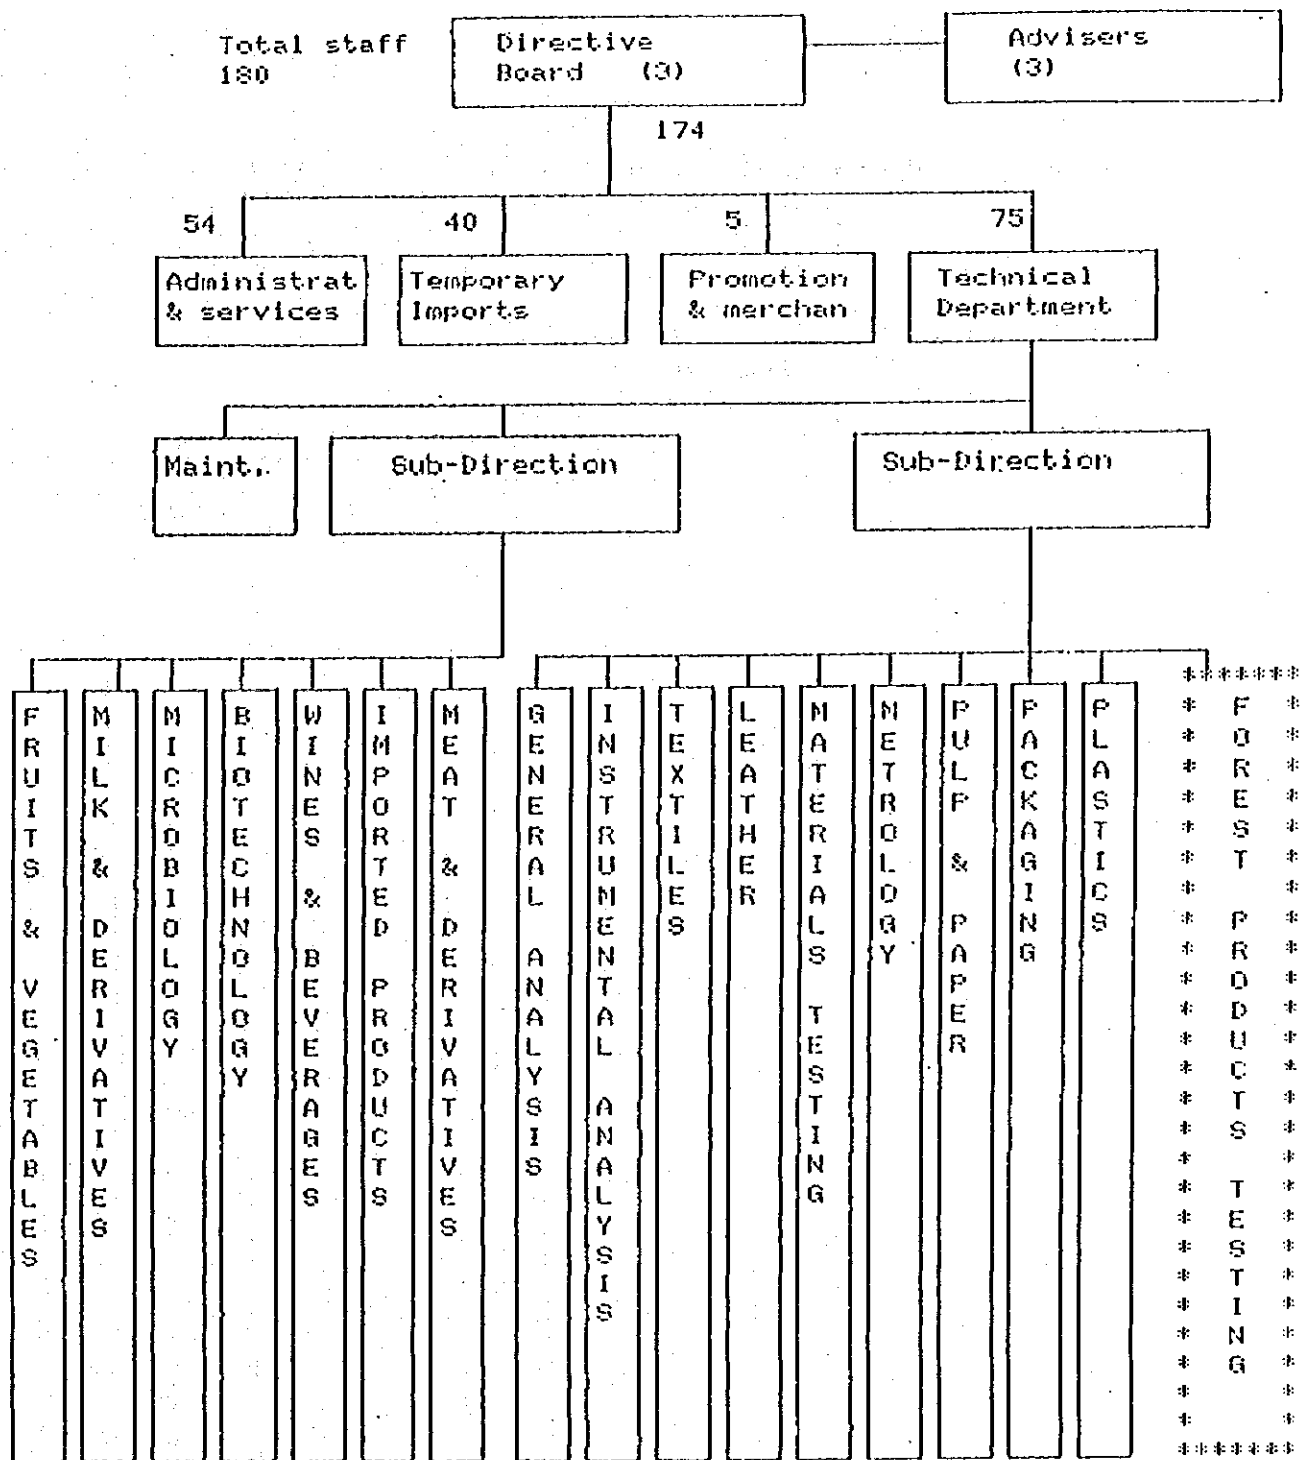 Total staff
180
Directive
Board (3)
Advisers
(3)
174
54
40
5
75
Administrat
& services
Temporary
Imports
Promotion
& merchan
Technical
Department
Maint.
Sub-Direction
Sub-Direction
FRUITS & VEGETABLES
MILK & DERIVATIVES
MICROBIOLOGY
BIOTECHNOLOGY
WINES & BEVERAGES
IMPORTED PRODUCTS
MEAT & DERIVATIVES
GENERAL ANALYSIS
INSTRUMENTAL ANALYSIS
TEXTILES
LEATHER
MATERIALS TESTING
METROLOGY
PULP & PAPER
PACKAGING
PLASTICS
FOREST PRODUCTS TESTING